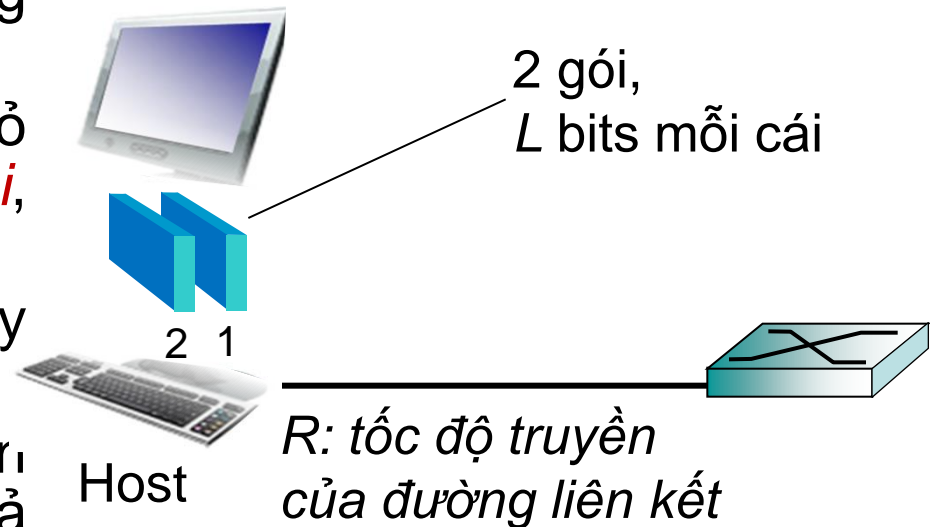 2 gói,
L bits mỗi cái
2 1
Host
R: tốc độ truyền
của đường liên kết